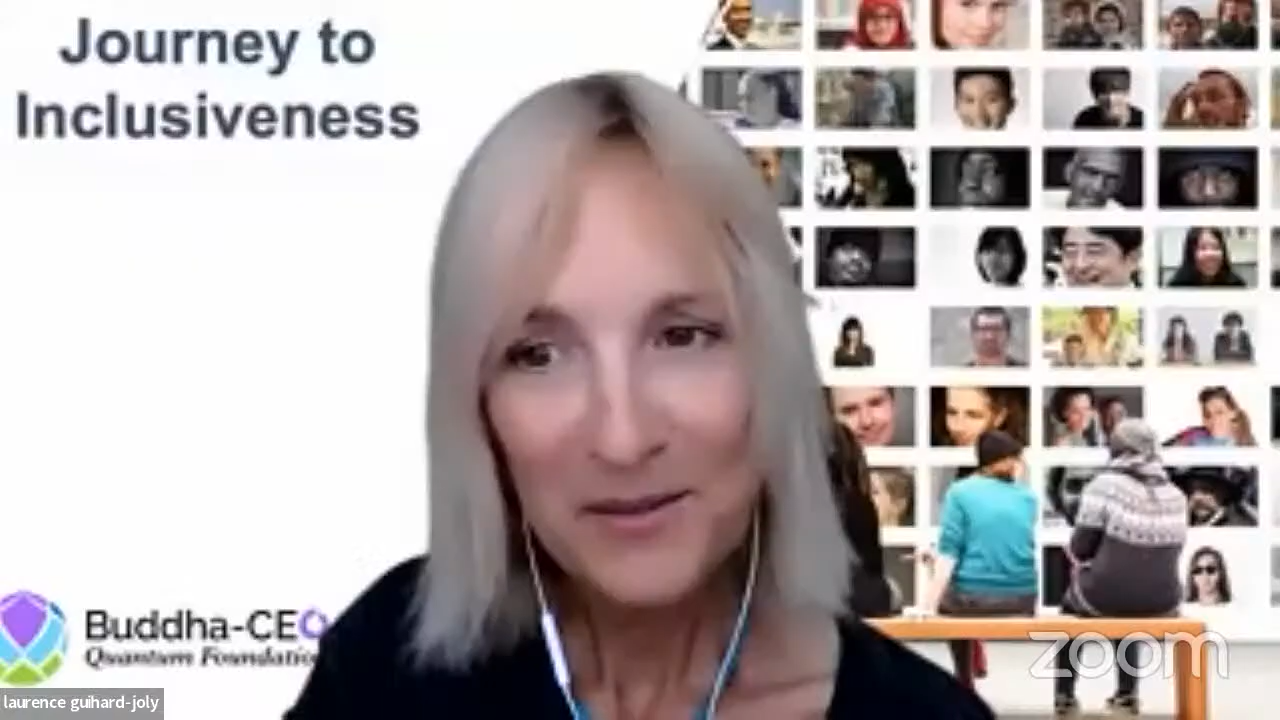 Journey to
Inclusiveness
Buddha-CEO
Quantum Foundation
laurence guihard-joly
zoom